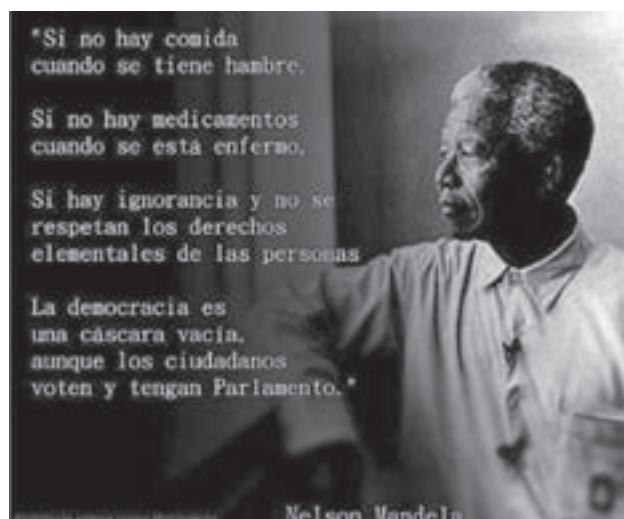 "Si no hay comida
cuando se tiene hambre.
Si no hay medicamentos
cuando se está enfermo.
Si hay ignorancia y no se
respetan los derechos
elementales de las personas
La democracia es
una cáscara vacía,
aunque los ciudadanos
voten y tengan Parlamento."
Nelson Mandela